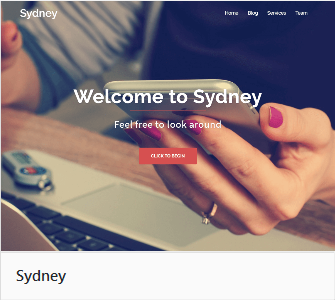 Sydney
Home Blog Services Team
Welcome to Sydney
Feel free to look around
CLICK TO BEGIN
Sydney